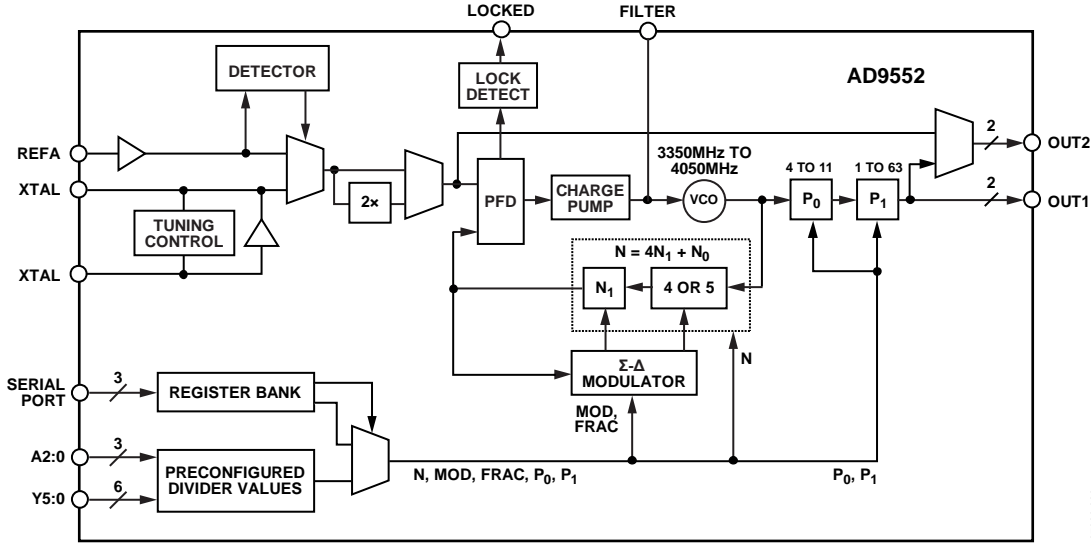 LOCKED
FILTER
AD9552
DETECTOR
LOCK
DETECT
REFA
XTAL
TUNING
CONTROL
XTAL
2×
PFD
CHARGE
PUMP
3350MHz TO
4050MHz
VCO
4 TO 11
P₀
1 TO 63
P₁
2
OUT2
2
OUT1
N = 4N₁ + N₀
N₁
4 OR 5
N
Σ-Δ
MODULATOR
MOD,
FRAC
SERIAL
PORT
3
REGISTER BANK
A2:0
3
Y5:0
6
PRECONFIGURED
DIVIDER VALUES
N, MOD, FRAC, P₀, P₁
P₀, P₁